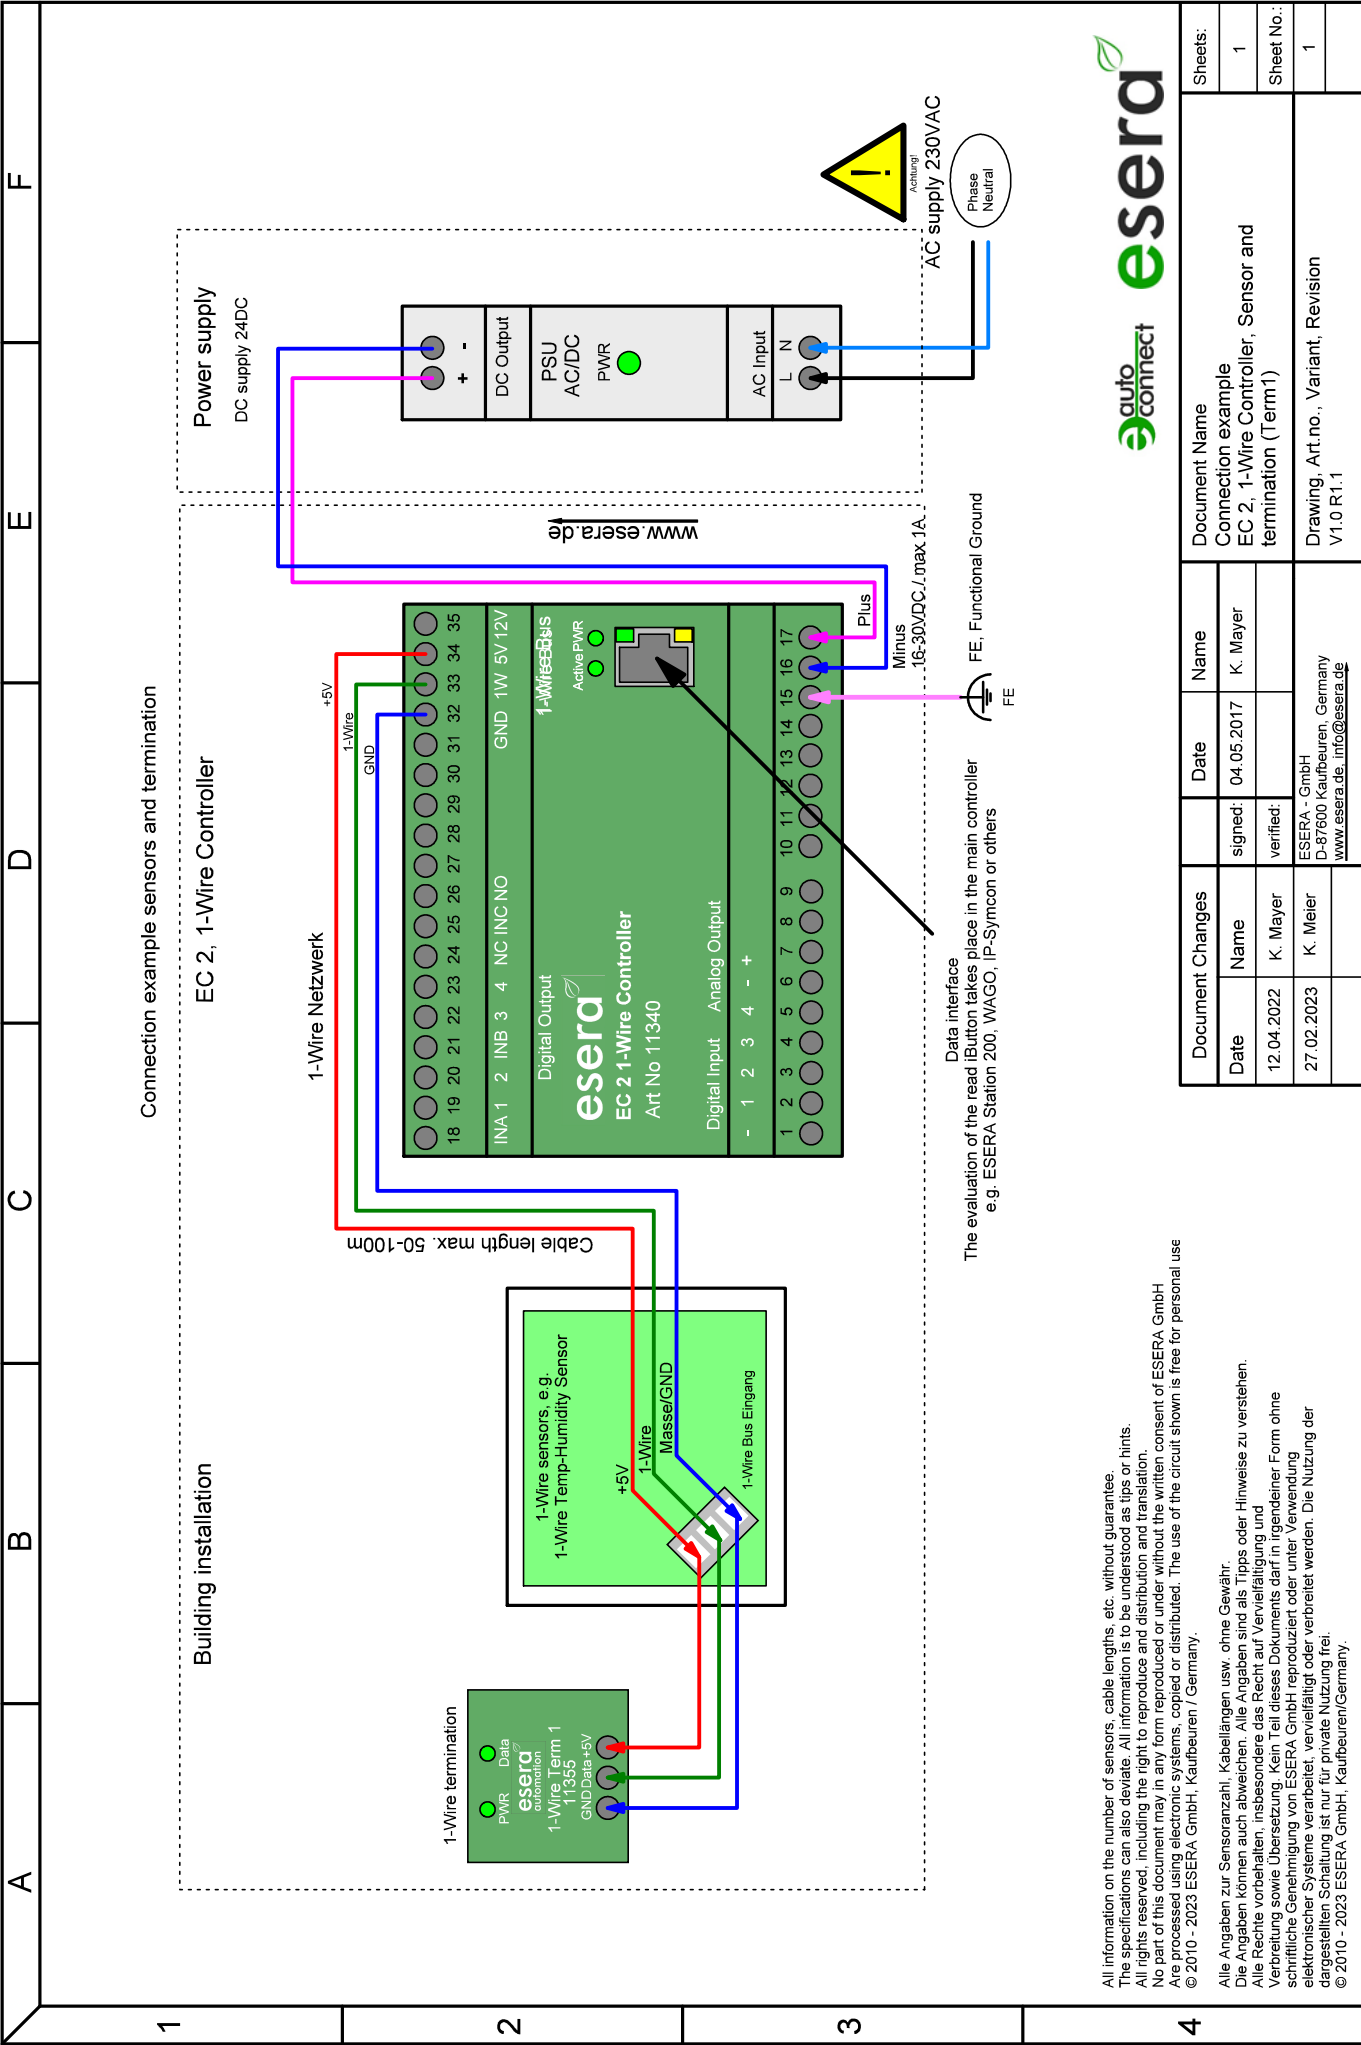 A
B
C
D
E
F
1
2
3
4
Connection example sensors and termination
Building installation
EC 2, 1-Wire Controller
Power supply
DC supply 24DC
1-Wire Netzwerk
+5V
1-Wire
GND
Cable length max. 50-100m
1-Wire termination
PWR
Data
esera
automation
1-Wire Term 1
11355
GND Data +5V
1-Wire sensors, e.g.
1-Wire Temp-Humidity Sensor
+5V
1-Wire
Masse/GND
1-Wire Bus Eingang
18 19 20 21 22 23 24 25 26 27 28 29 30 31 32 33 34 35
INA 1 2 INB 3 4 NC INC NO
GND 1W 5V 12V
Digital Output
1-Wire Bus
Active PWR
esera
EC 2 1-Wire Controller
Art No 11340
Digital Input
Analog Output
- 1 2 3 4 - +
1 2 3 4 5 6 7 8 9 10 11 12 13 14 15 16 17
www.esera.de
Plus
Minus
16-30VDC / max 1A
FE, Functional Ground
FE
Data interface
The evaluation of the read iButton takes place in the main controller
e.g. ESERA Station 200, WAGO, IP-Symcon or others
+ -
DC Output
PSU
AC/DC
PWR
AC Input
L N
!
Achtung!
AC supply 230VAC
Phase
Neutral
auto
connect
esera
All information on the number of sensors, cable lengths, etc. without guarantee.
The specifications can also deviate. All information is to be understood as tips or hints.
All rights reserved, including the right to reproduce and distribution and translation.
No part of this document may in any form reproduced or under without the written consent of ESERA GmbH
Are processed using electronic systems, copied or distributed. The use of the circuit shown is free for personal use
© 2010 - 2023 ESERA GmbH, Kaufbeuren / Germany.
Alle Angaben zur Sensoranzahl, Kabellängen usw. ohne Gewähr.
Die Angaben können auch abweichen. Alle Angaben sind als Tipps oder Hinweise zu verstehen.
Alle Rechte vorbehalten, insbesondere das Recht auf Vervielfältigung und
Verbreitung sowie Übersetzung. Kein Teil dieses Dokuments darf in irgendeiner Form ohne
schriftliche Genehmigung von ESERA GmbH reproduziert oder unter Verwendung
elektronischer Systeme verarbeitet, vervielfältigt oder verbreitet werden. Die Nutzung der
dargestellten Schaltung ist nur für private Nutzung frei.
© 2010 - 2023 ESERA GmbH, Kaufbeuren/Germany.
Document Changes
Date Name
12.04.2022 K. Mayer
27.02.2023 K. Meier
Date Name
signed: 04.05.2017 K. Mayer
verified:
ESERA - GmbH
D-87600 Kaufbeuren, Germany
www.esera.de, info@esera.de
Document Name
Connection example
EC 2, 1-Wire Controller, Sensor and
termination (Term1)
Drawing, Art.no., Variant, Revision
V1.0 R1.1
Sheets:
1
Sheet No.:
1